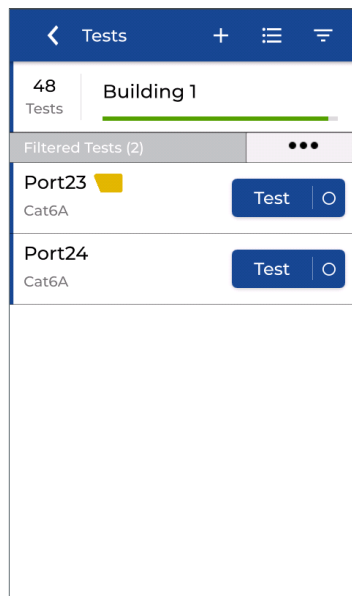 Tests
48
Tests
Building 1
Filtered Tests (2)
Port23
Cat6A
Test
Port24
Cat6A
Test